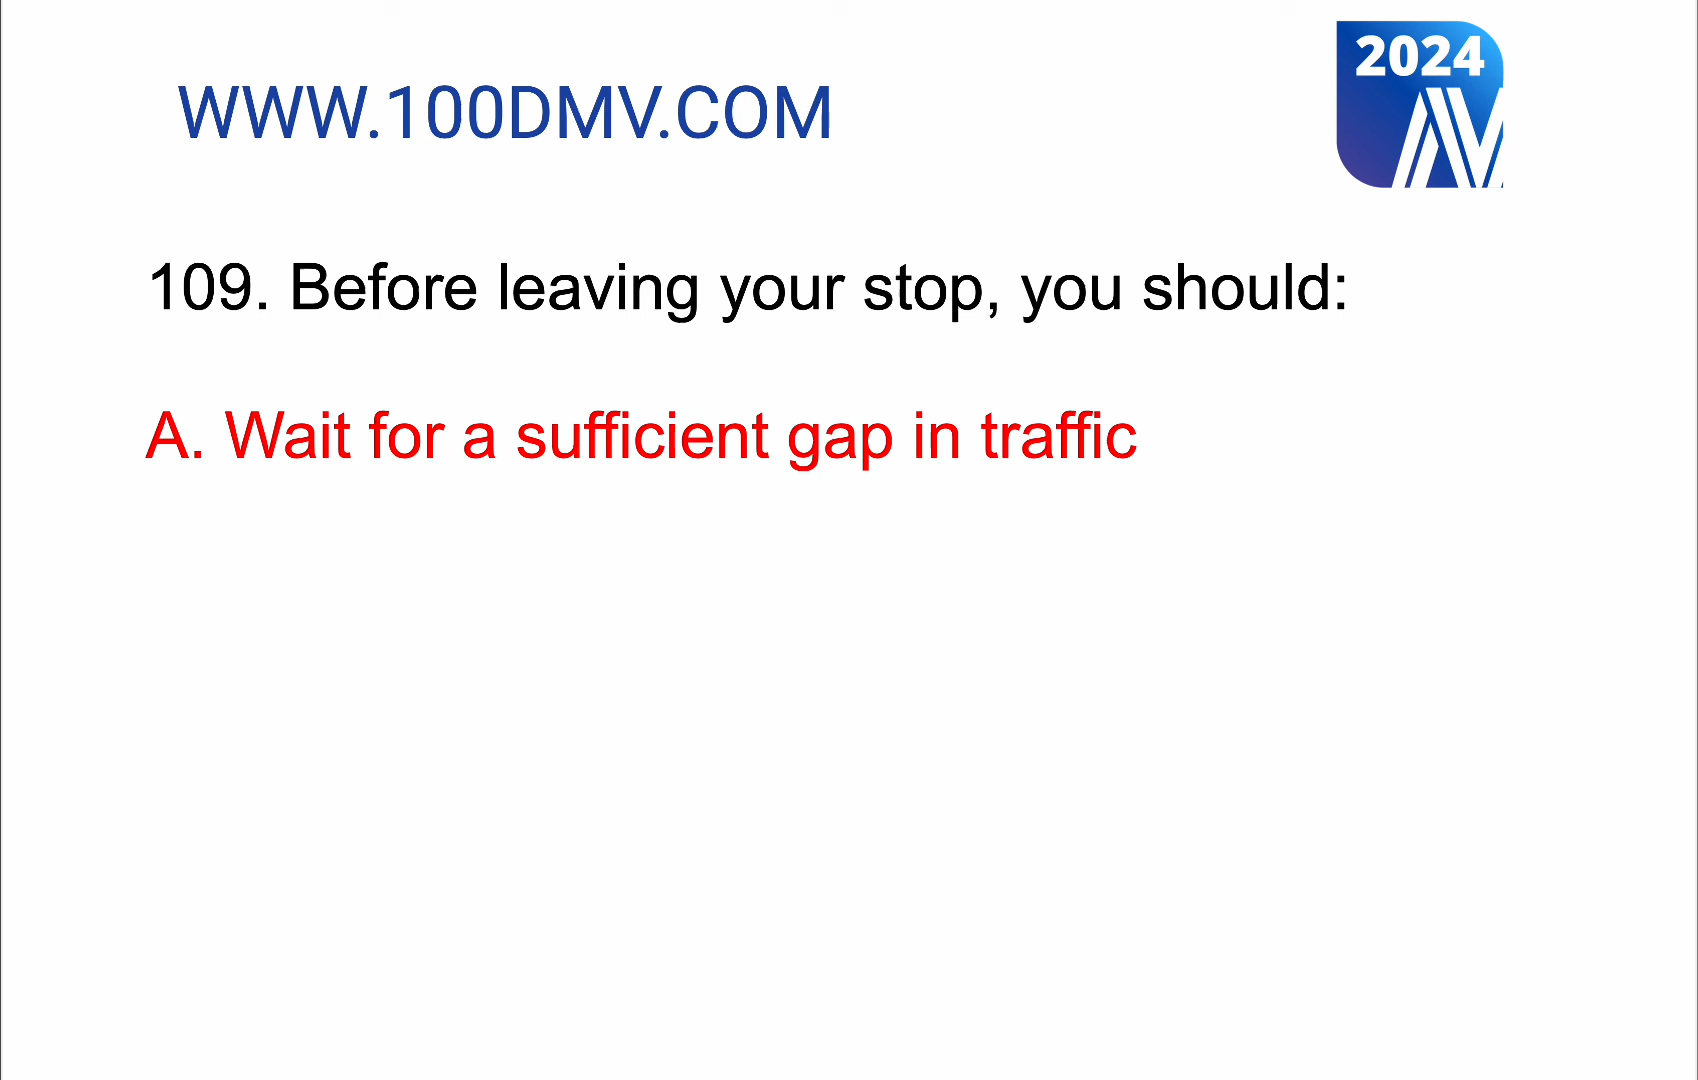 WWW.100DMV.COM
2024
109. Before leaving your stop, you should:
A. Wait for a sufficient gap in traffic